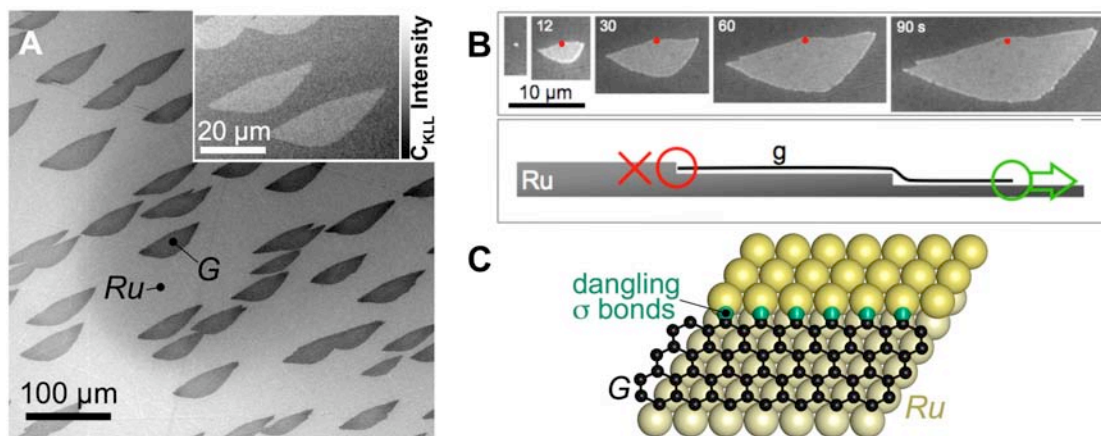 A
C_KLL Intensity
20 µm
G
Ru
100 µm
B
12
30
60
90 s
10 µm
Ru
g
C
dangling
σ bonds
G
Ru